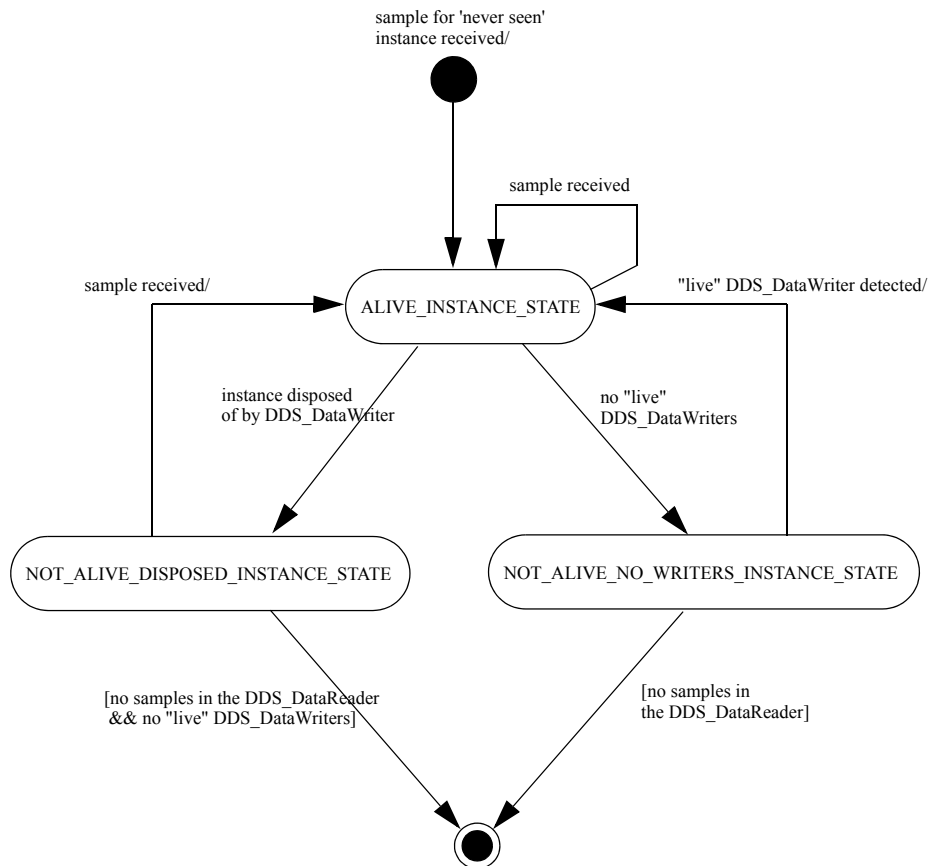 sample for 'never seen'
instance received/
sample received
sample received/
"live" DDS_DataWriter detected/
ALIVE_INSTANCE_STATE
instance disposed
of by DDS_DataWriter
no "live"
DDS_DataWriters
NOT_ALIVE_DISPOSED_INSTANCE_STATE
NOT_ALIVE_NO_WRITERS_INSTANCE_STATE
[no samples in the DDS_DataReader
&& no "live" DDS_DataWriters]
[no samples in
the DDS_DataReader]